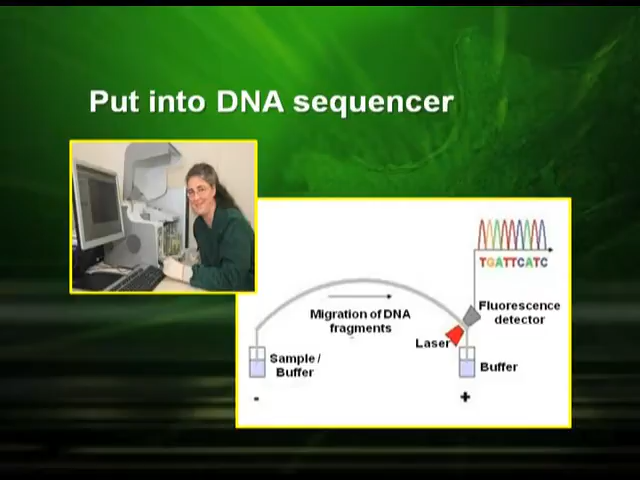 Put into DNA sequencer
TGATTCATC
Fluorescence
detector
Migration of DNA
fragments
Laser
Sample /
Buffer
Buffer
-
+